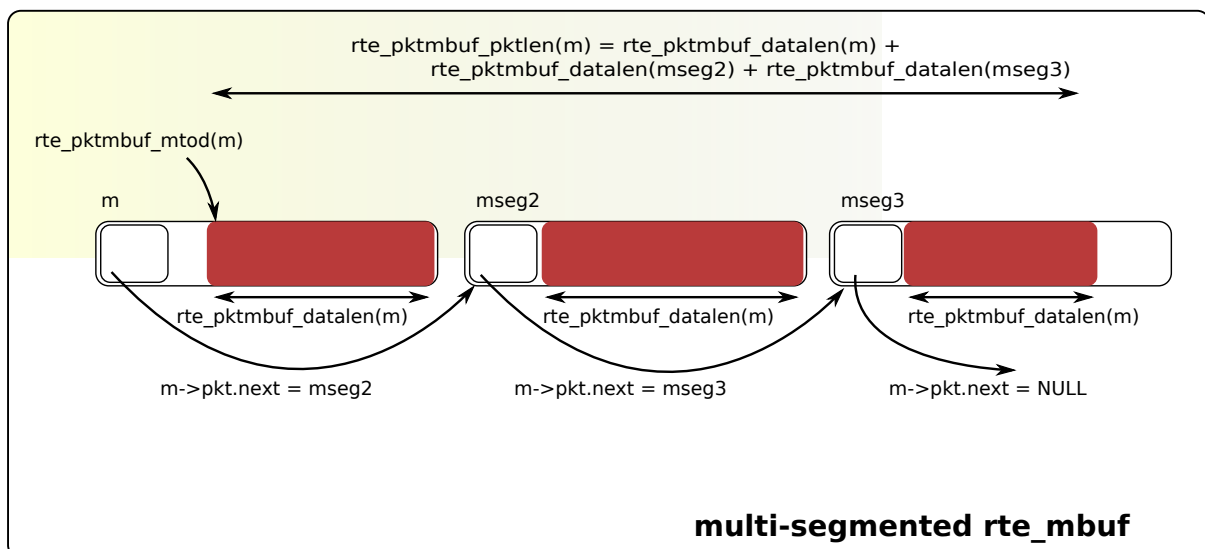 rte_pktmbuf_pktlen(m) = rte_pktmbuf_datalen(m) +
rte_pktmbuf_datalen(mseg2) + rte_pktmbuf_datalen(mseg3)
rte_pktmbuf_mtod(m)
m
mseg2
mseg3
rte_pktmbuf_datalen(m)
rte_pktmbuf_datalen(m)
rte_pktmbuf_datalen(m)
m->pkt.next = mseg2
m->pkt.next = mseg3
m->pkt.next = NULL
multi-segmented rte_mbuf